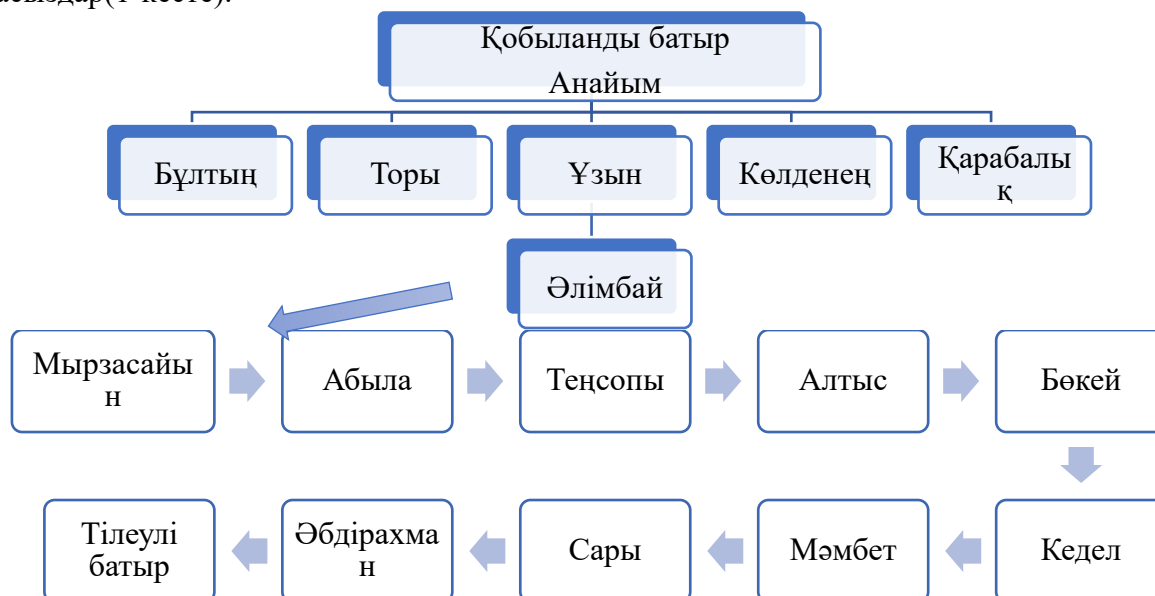 Қобыланды батыр
Анайым
Бұлтың
Торы
Ұзын
Көлденең
Қарабалы
қ
Әлімбай
Мырзасайы
н
Абыла
Теңсопы
Алтыс
Бөкей
Тілеулі
батыр
Әбдірахма
н
Сары
Мәмбет
Кедел